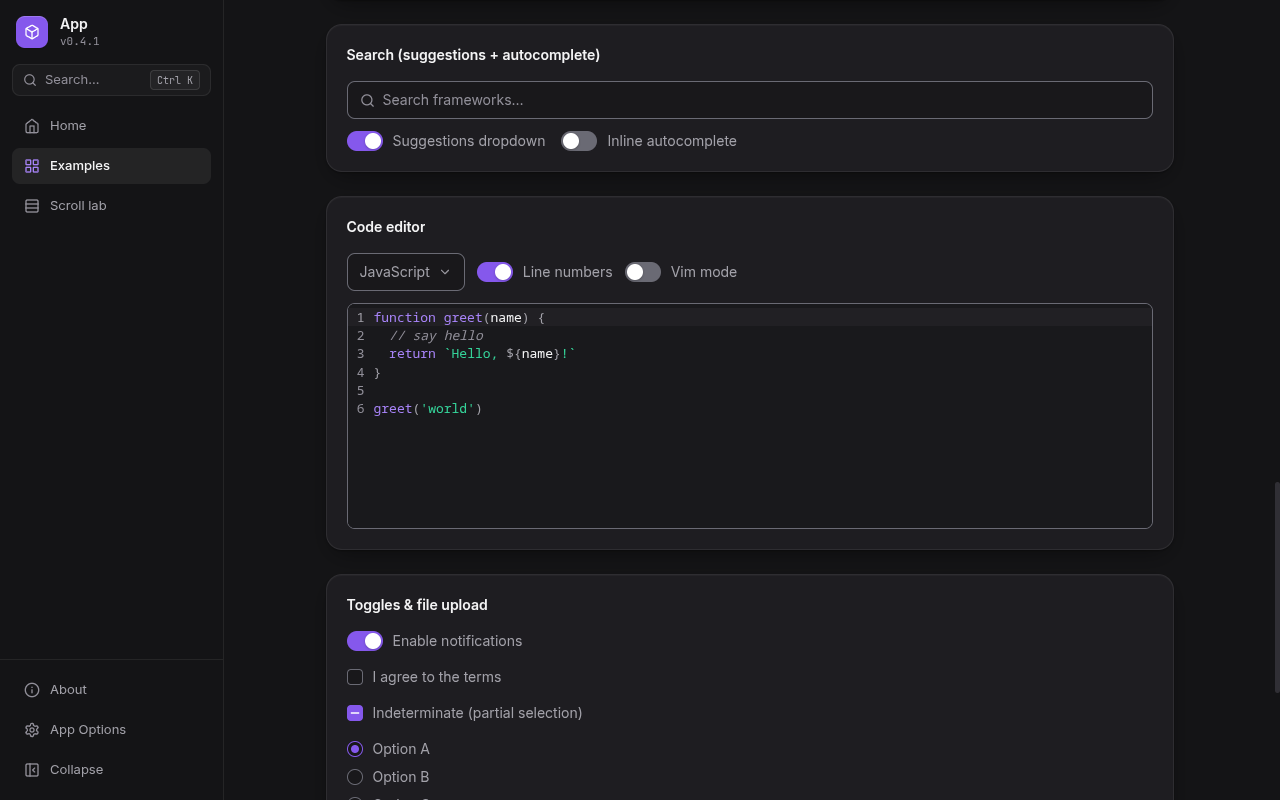 App
v0.4.1
Search...
Ctrl K
Home
Examples
Scroll lab
About
App Options
Collapse
Search (suggestions + autocomplete)
Search frameworks...
Suggestions dropdown
Inline autocomplete
Code editor
JavaScript
Line numbers
Vim mode
1 function greet(name) {
2   // say hello
3   return `Hello, ${name}!`
4 }
5
6 greet('world')
Toggles & file upload
Enable notifications
I agree to the terms
Indeterminate (partial selection)
Option A
Option B